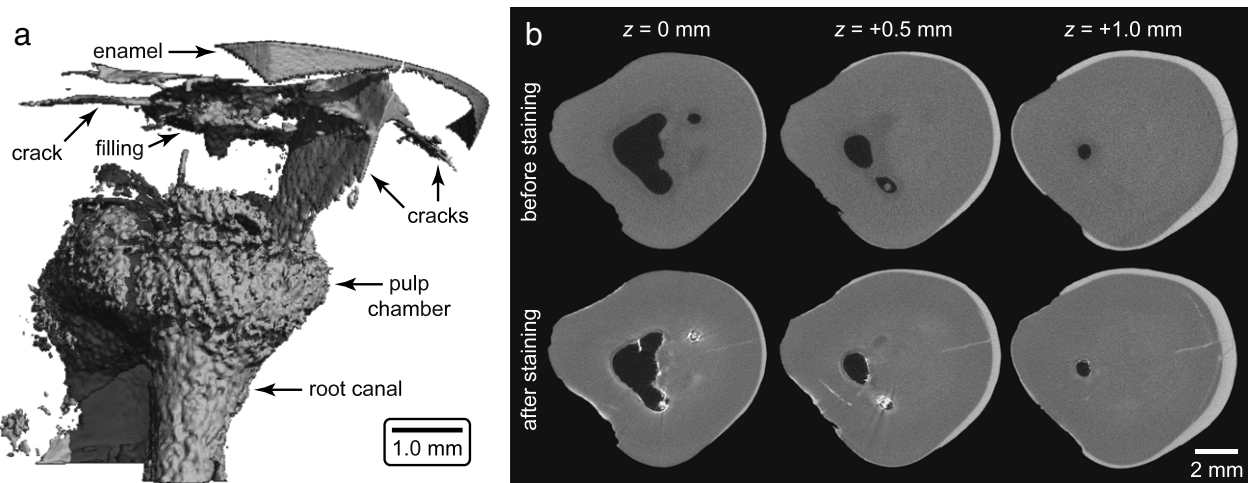 a
enamel
crack
filling
cracks
pulp
chamber
root canal
1.0 mm
b
z = 0 mm
z = +0.5 mm
z = +1.0 mm
before staining
after staining
2 mm